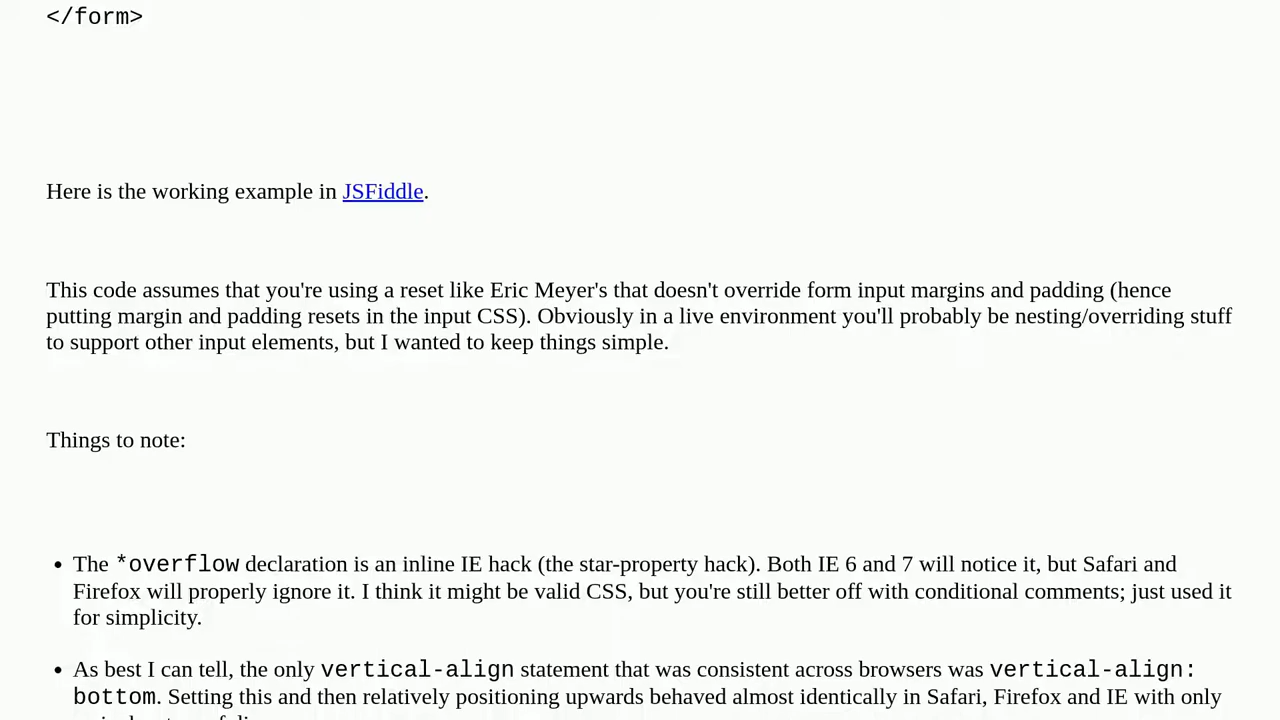 </form>
Here is the working example in JSFiddle.
This code assumes that you're using a reset like Eric Meyer's that doesn't override form input margins and padding (hence
putting margin and padding resets in the input CSS). Obviously in a live environment you'll probably be nesting/overriding stuff
to support other input elements, but I wanted to keep things simple.
Things to note:
• The *overflow declaration is an inline IE hack (the star-property hack). Both IE 6 and 7 will notice it, but Safari and
Firefox will properly ignore it. I think it might be valid CSS, but you're still better off with conditional comments; just used it
for simplicity.
• As best I can tell, the only vertical-align statement that was consistent across browsers was vertical-align:
bottom. Setting this and then relatively positioning upwards behaved almost identically in Safari, Firefox and IE with only